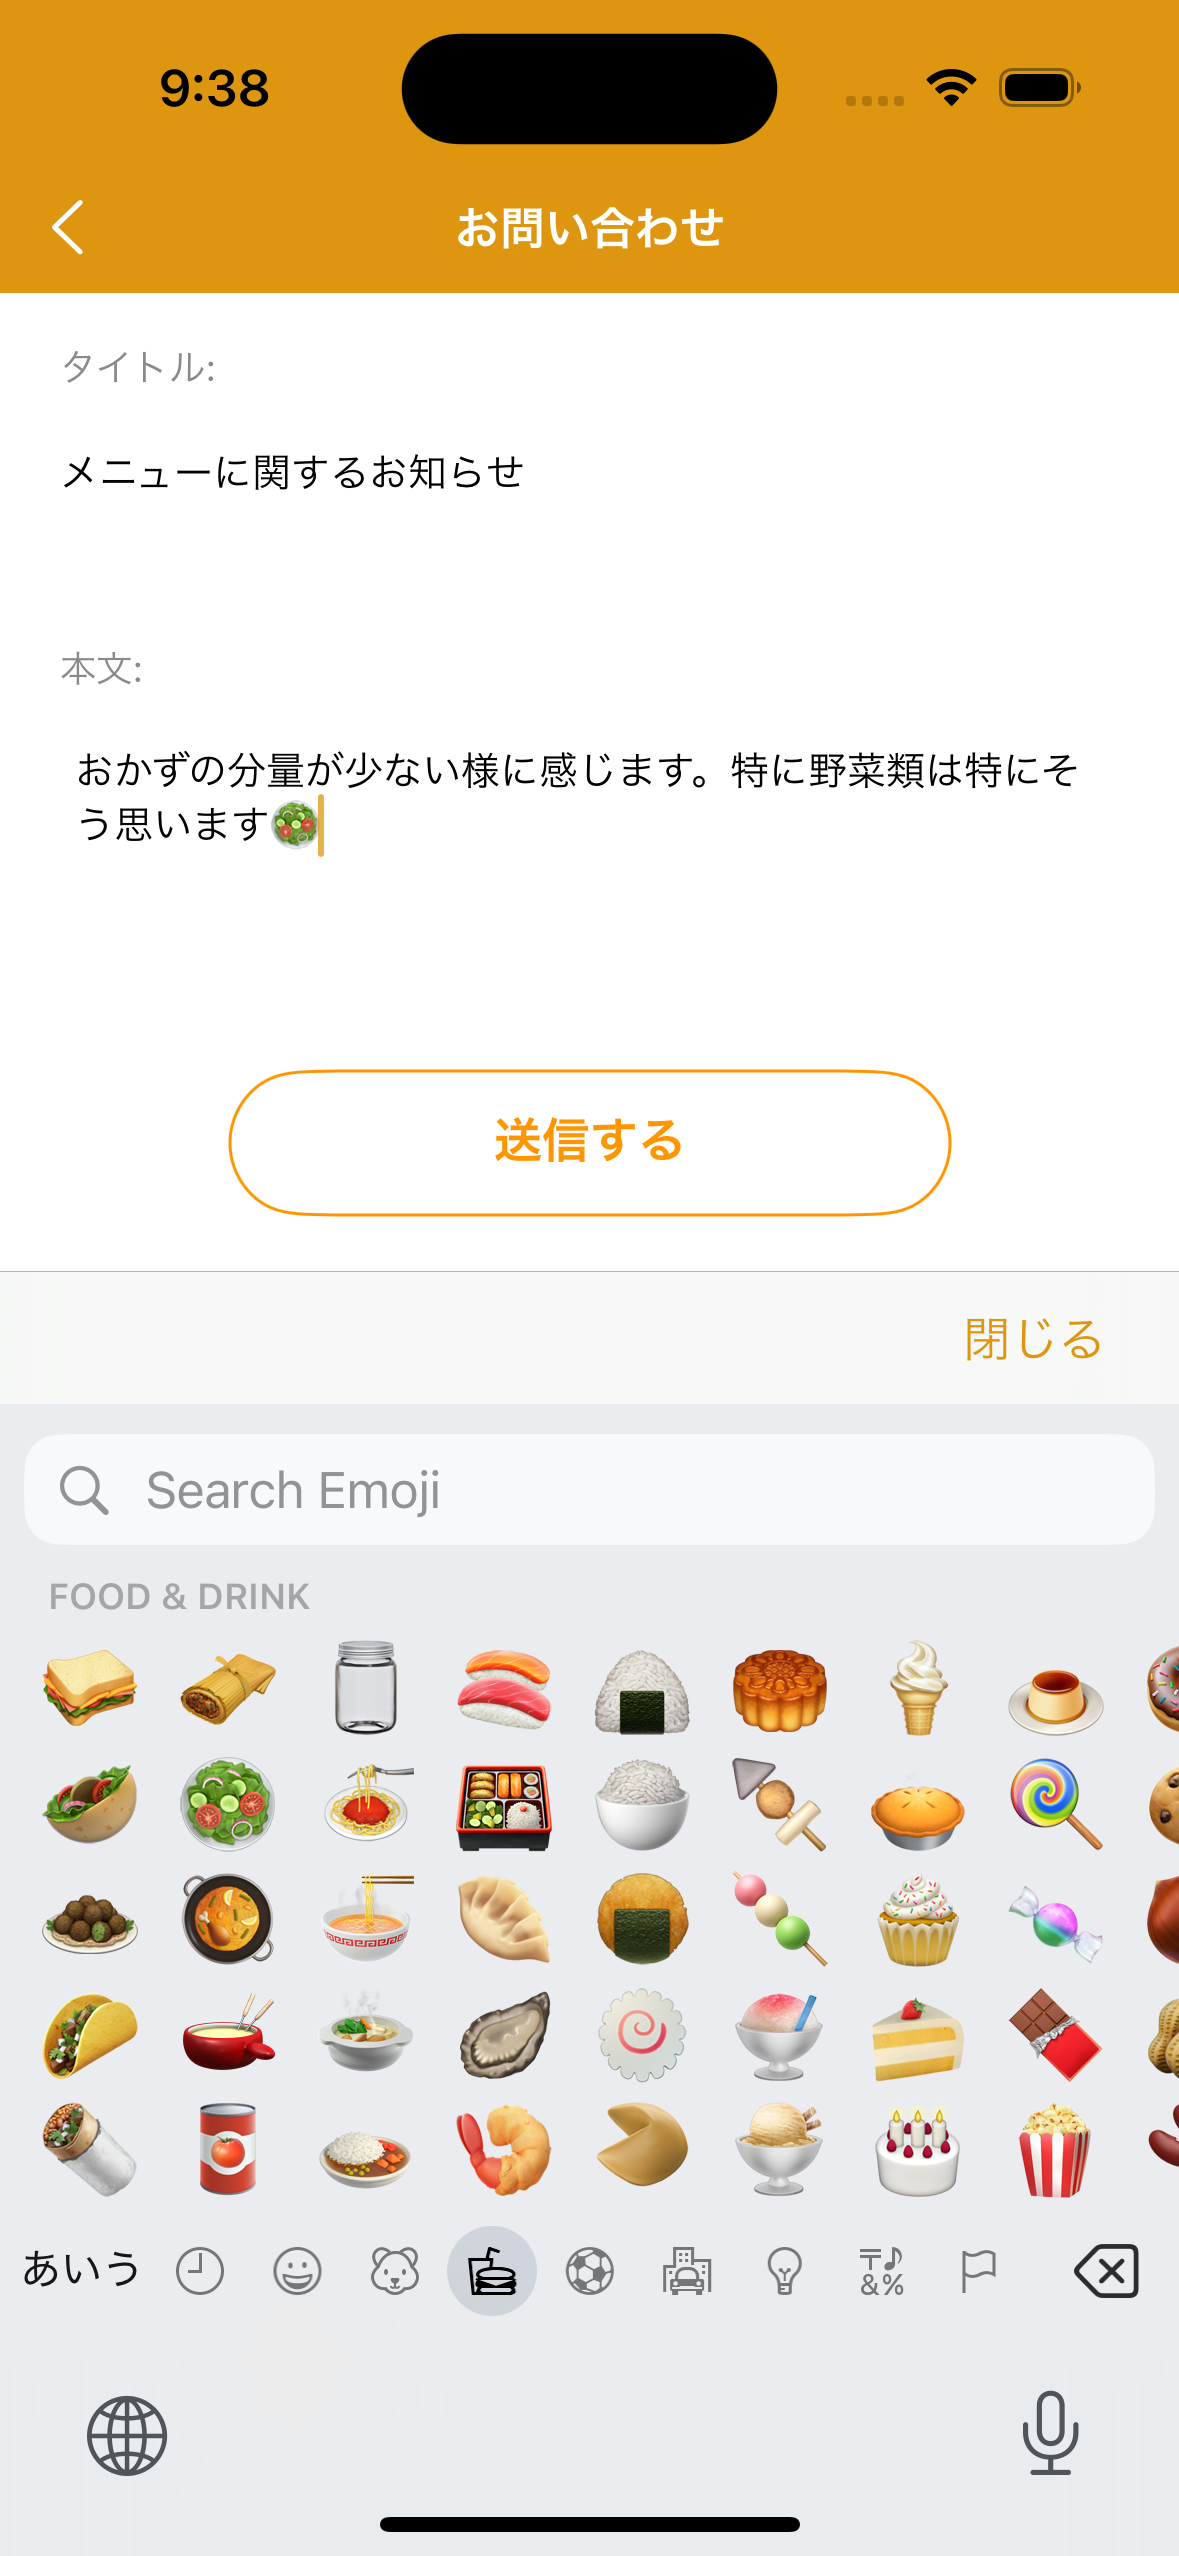 9:38
お問い合わせ
タイトル:
メニューに関するお知らせ
本文:
おかずの分量が少ない様に感じます。特に野菜類は特にそ
う思います🥗
送信する
閉じる
Search Emoji
FOOD & DRINK
あいう
〒♪
&%